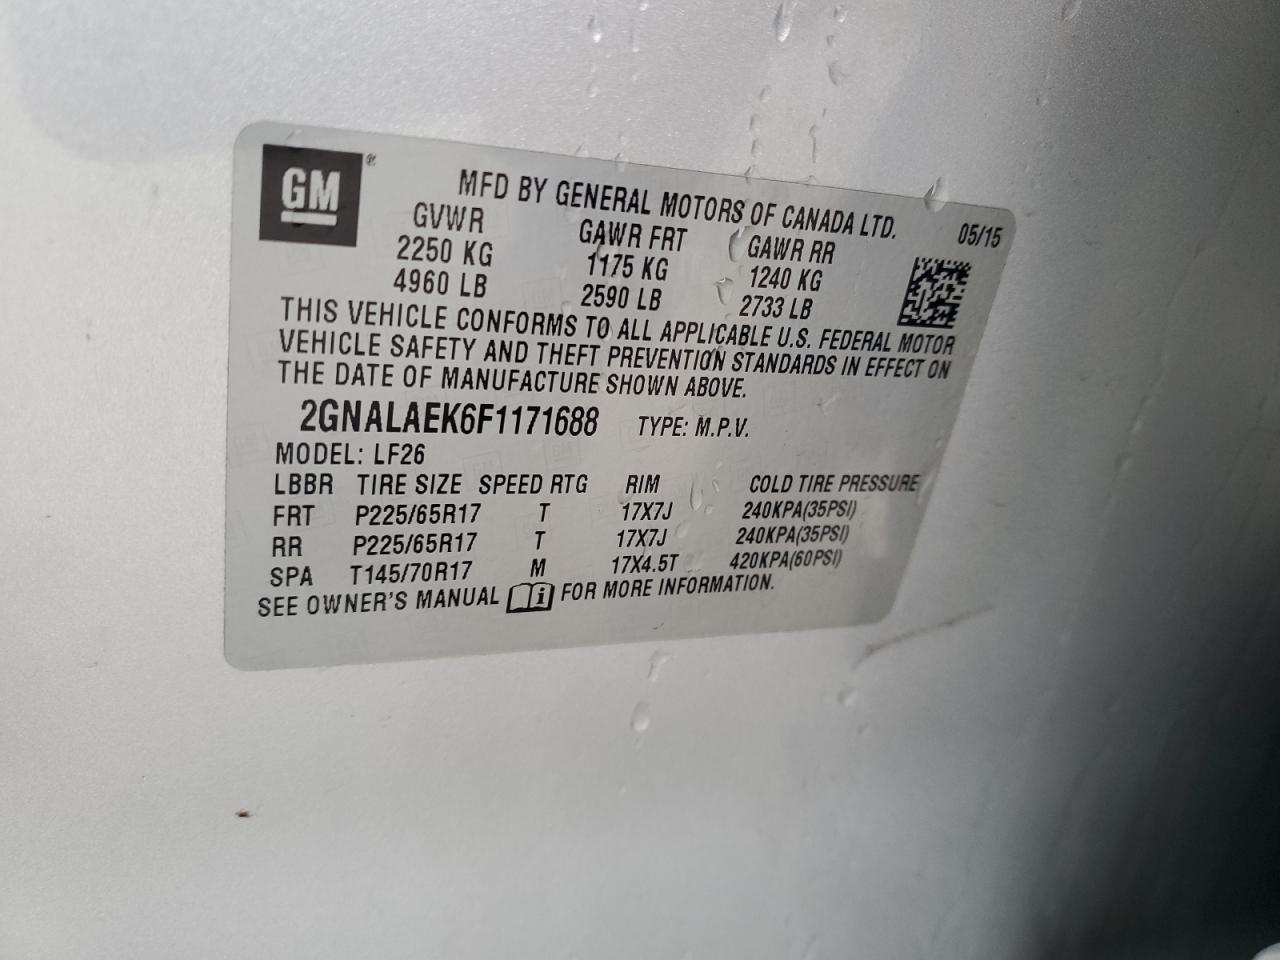 GM ®
MFD BY GENERAL MOTORS OF CANADA LTD.
05/15
GVWR GAWR FRT GAWR RR
2250 KG 1175 KG 1240 KG
4960 LB 2590 LB 2733 LB
THIS VEHICLE CONFORMS TO ALL APPLICABLE U.S. FEDERAL MOTOR
VEHICLE SAFETY AND THEFT PREVENTION STANDARDS IN EFFECT ON
THE DATE OF MANUFACTURE SHOWN ABOVE.
2GNALAEK6F1171688 TYPE: M.P.V.
MODEL: LF26
LBBR TIRE SIZE SPEED RTG RIM COLD TIRE PRESSURE
FRT P225/65R17 T 17X7J 240KPA(35PSI)
RR P225/65R17 T 17X7J 240KPA(35PSI)
SPA T145/70R17 M 17X4.5T 420KPA(60PSI)
SEE OWNER'S MANUAL i FOR MORE INFORMATION.